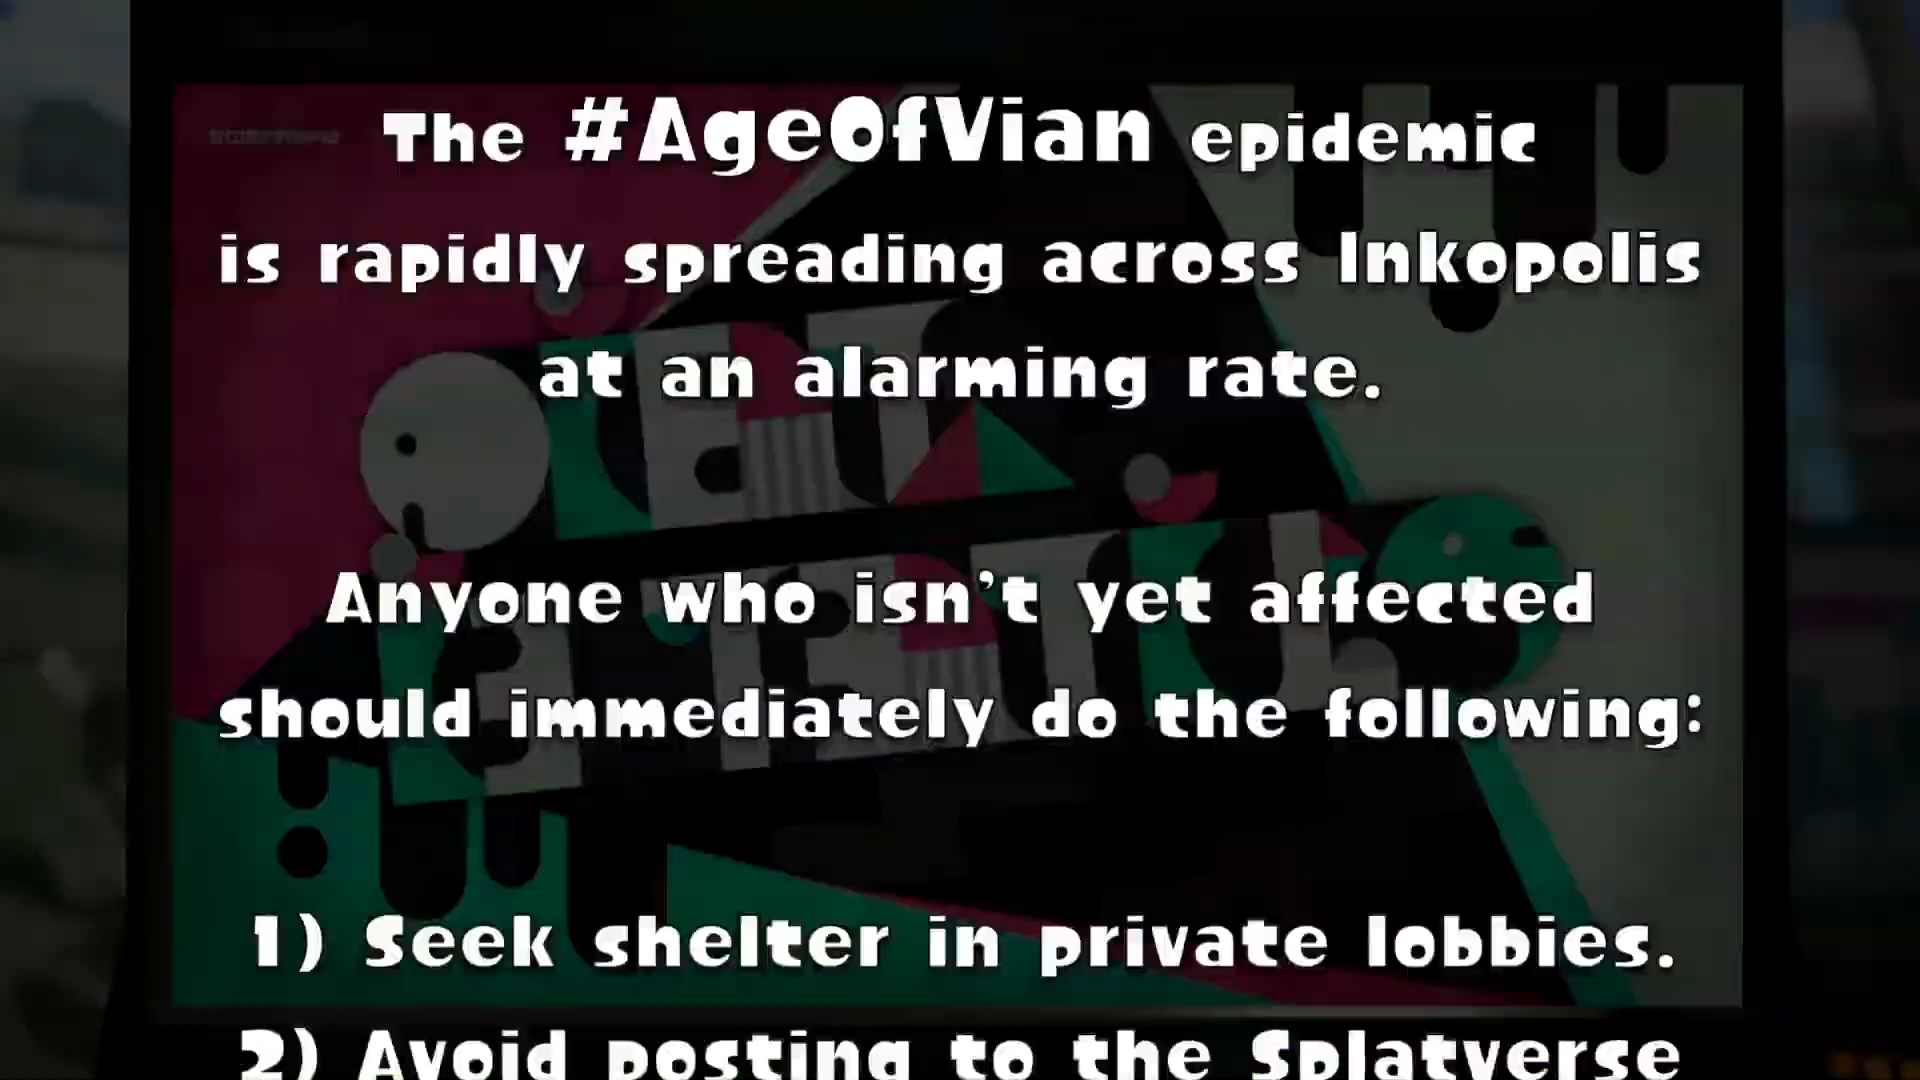 The #AgeOfVian epidemic
is rapidly spreading across Inkopolis
at an alarming rate.
Anyone who isn't yet affected
should immediately do the following:
1) Seek shelter in private lobbies.
2) Avoid posting to the Splatverse